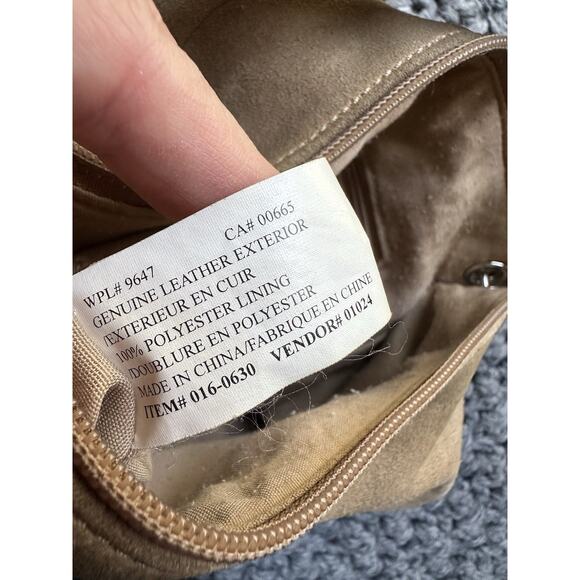 WPL# 9647 CA# 00665
GENUINE LEATHER EXTERIOR
/EXTERIEUR EN CUIR
100% POLYESTER LINING
/DOUBLURE EN POLYESTER
MADE IN CHINA/FABRIQUE EN CHINE
ITEM# 016-0630 VENDOR# 01024